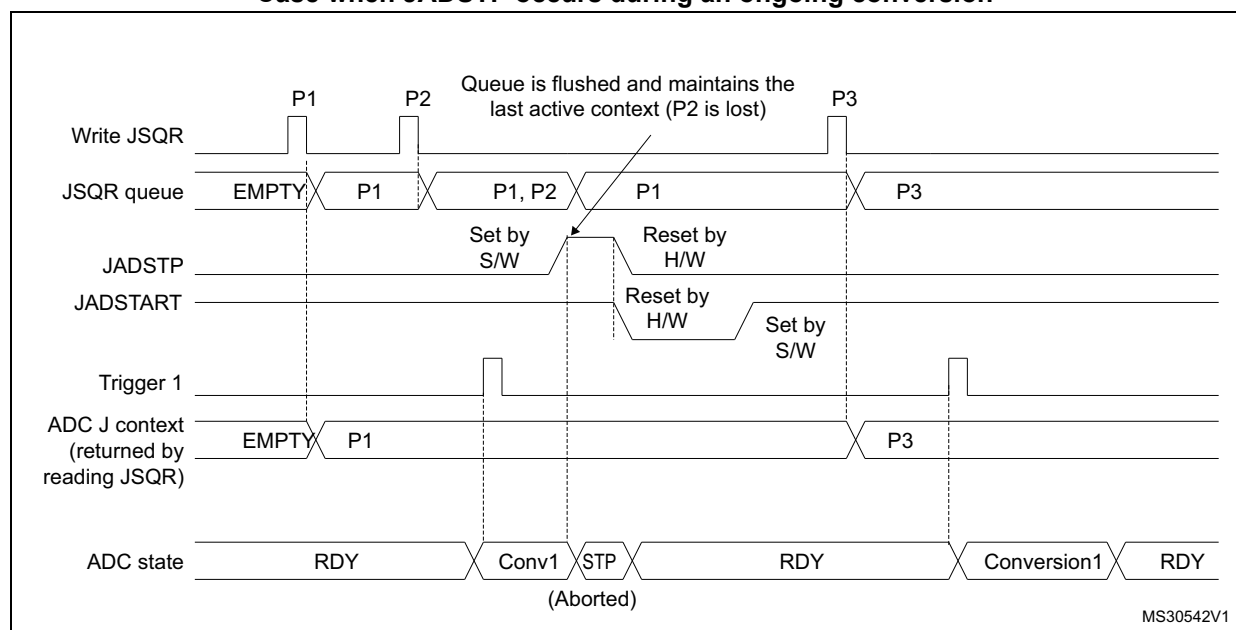 Case when JADSTP occurs during an ongoing conversion
Queue is flushed and maintains the
last active context (P2 is lost)
P1
P2
P3
Write JSQR
JSQR queue
EMPTY
P1
P1, P2
P1
P3
Set by
S/W
Reset by
H/W
JADSTP
JADSTART
Reset by
H/W
Set by
S/W
Trigger 1
ADC J context
(returned by
reading JSQR)
EMPTY
P1
P3
ADC state
RDY
Conv1
STP
RDY
Conversion1
RDY
(Aborted)
MS30542V1